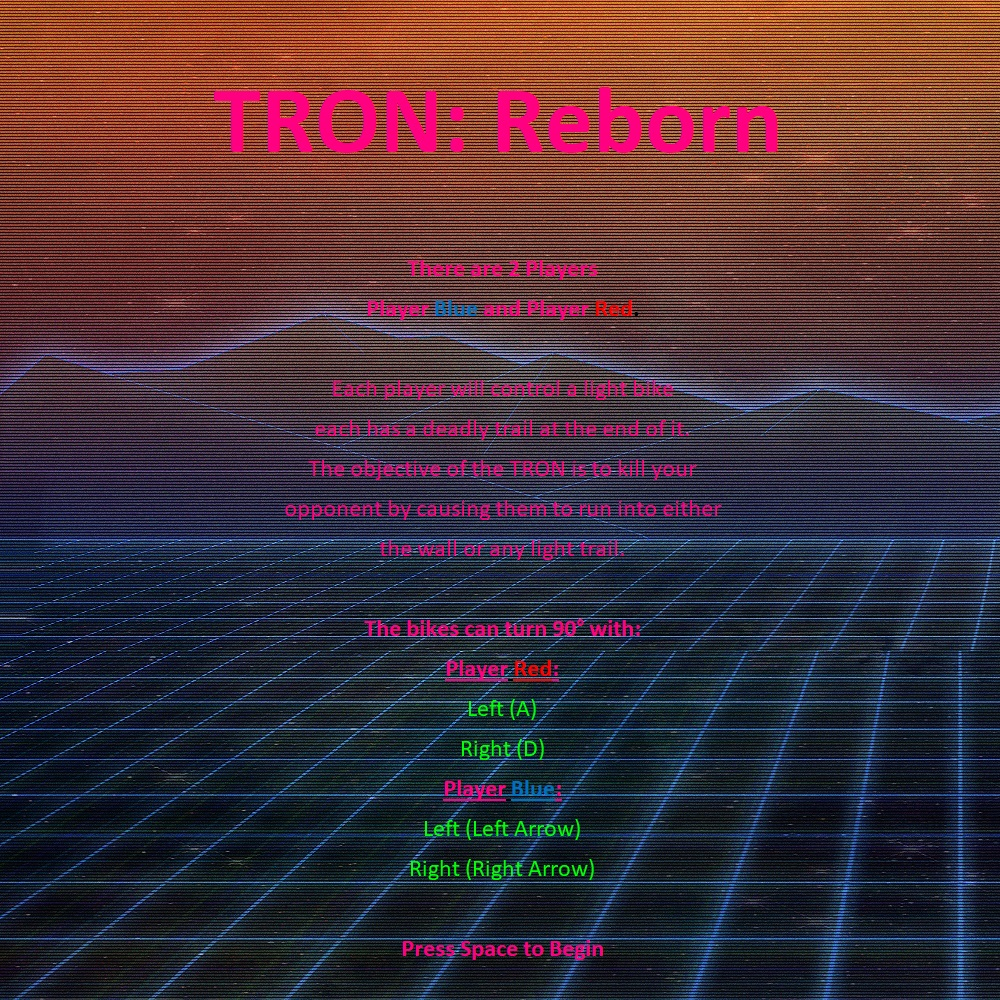 TRON: Reborn
There are 2 Players
Player Blue and Player Red.
Each player will control a light bike
each has a deadly trail at the end of it.
The objective of the TRON is to kill your
opponent by causing them to run into either
the wall or any light trail.
The bikes can turn 90° with:
Player Red:
Left (A)
Right (D)
Player Blue:
Left (Left Arrow)
Right (Right Arrow)
Press Space to Begin